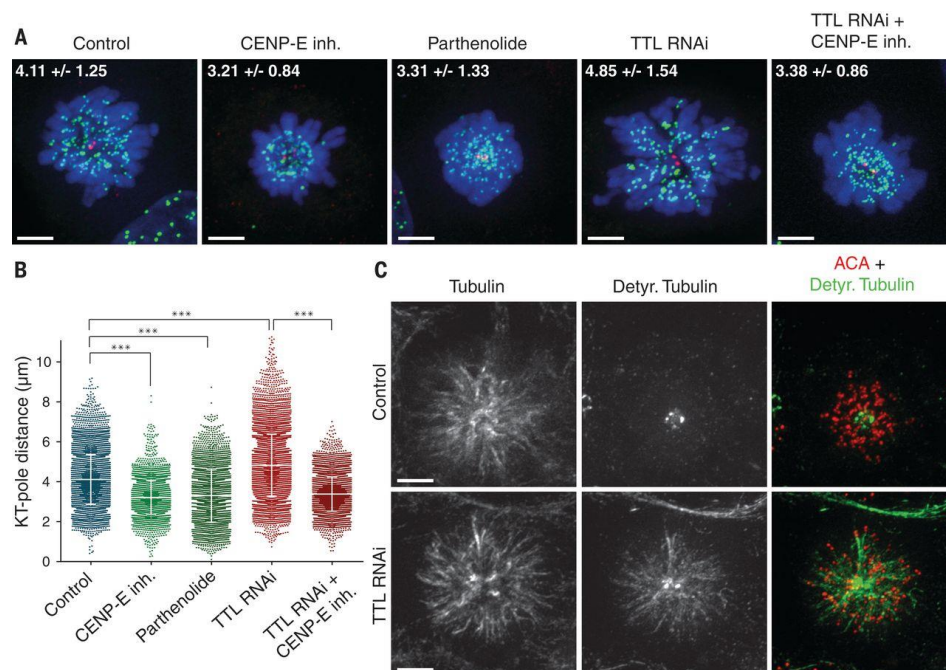 A
Control
4.11 +/- 1.25
CENP-E inh.
3.21 +/- 0.84
Parthenolide
3.31 +/- 1.33
TTL RNAi
4.85 +/- 1.54
TTL RNAi +
CENP-E inh.
3.38 +/- 0.86
B
KT-pole distance (μm)
10
8
6
4
2
0
***
***
***
***
Control
CENP-E inh.
Parthenolide
TTL RNAi
TTL RNAi +
CENP-E inh.
C
Tubulin
Detyr. Tubulin
ACA +
Detyr. Tubulin
Control
TTL RNAi